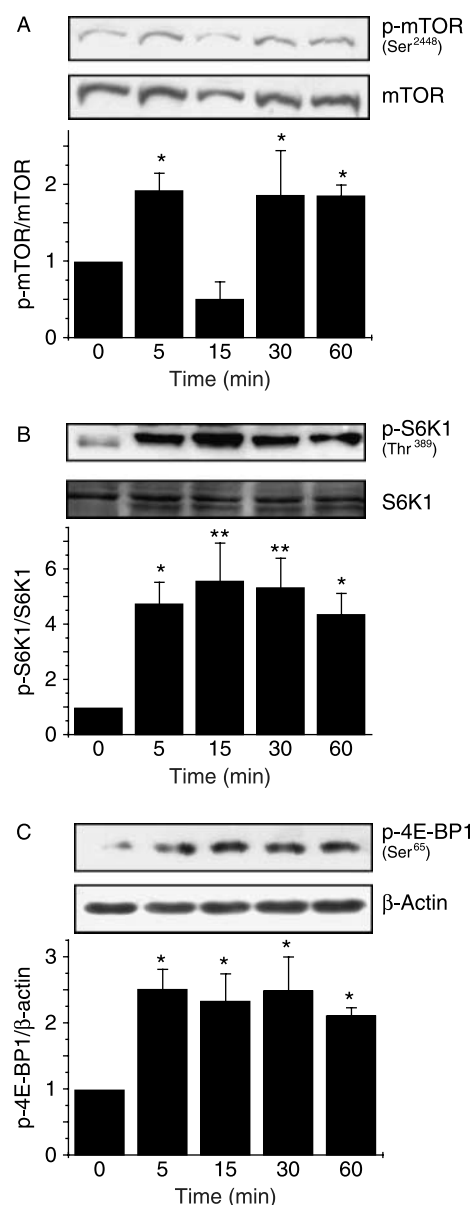 A
p-mTOR
(Ser2448)
mTOR
p-mTOR/mTOR
2
1
0
*
*
*
0 5 15 30 60
Time (min)
B
p-S6K1
(Thr389)
S6K1
p-S6K1/S6K1
6
4
2
0
*
**
**
*
0 5 15 30 60
Time (min)
C
p-4E-BP1
(Ser65)
β-Actin
p-4E-BP1/β-actin
3
2
1
0
*
*
*
*
0 5 15 30 60
Time (min)